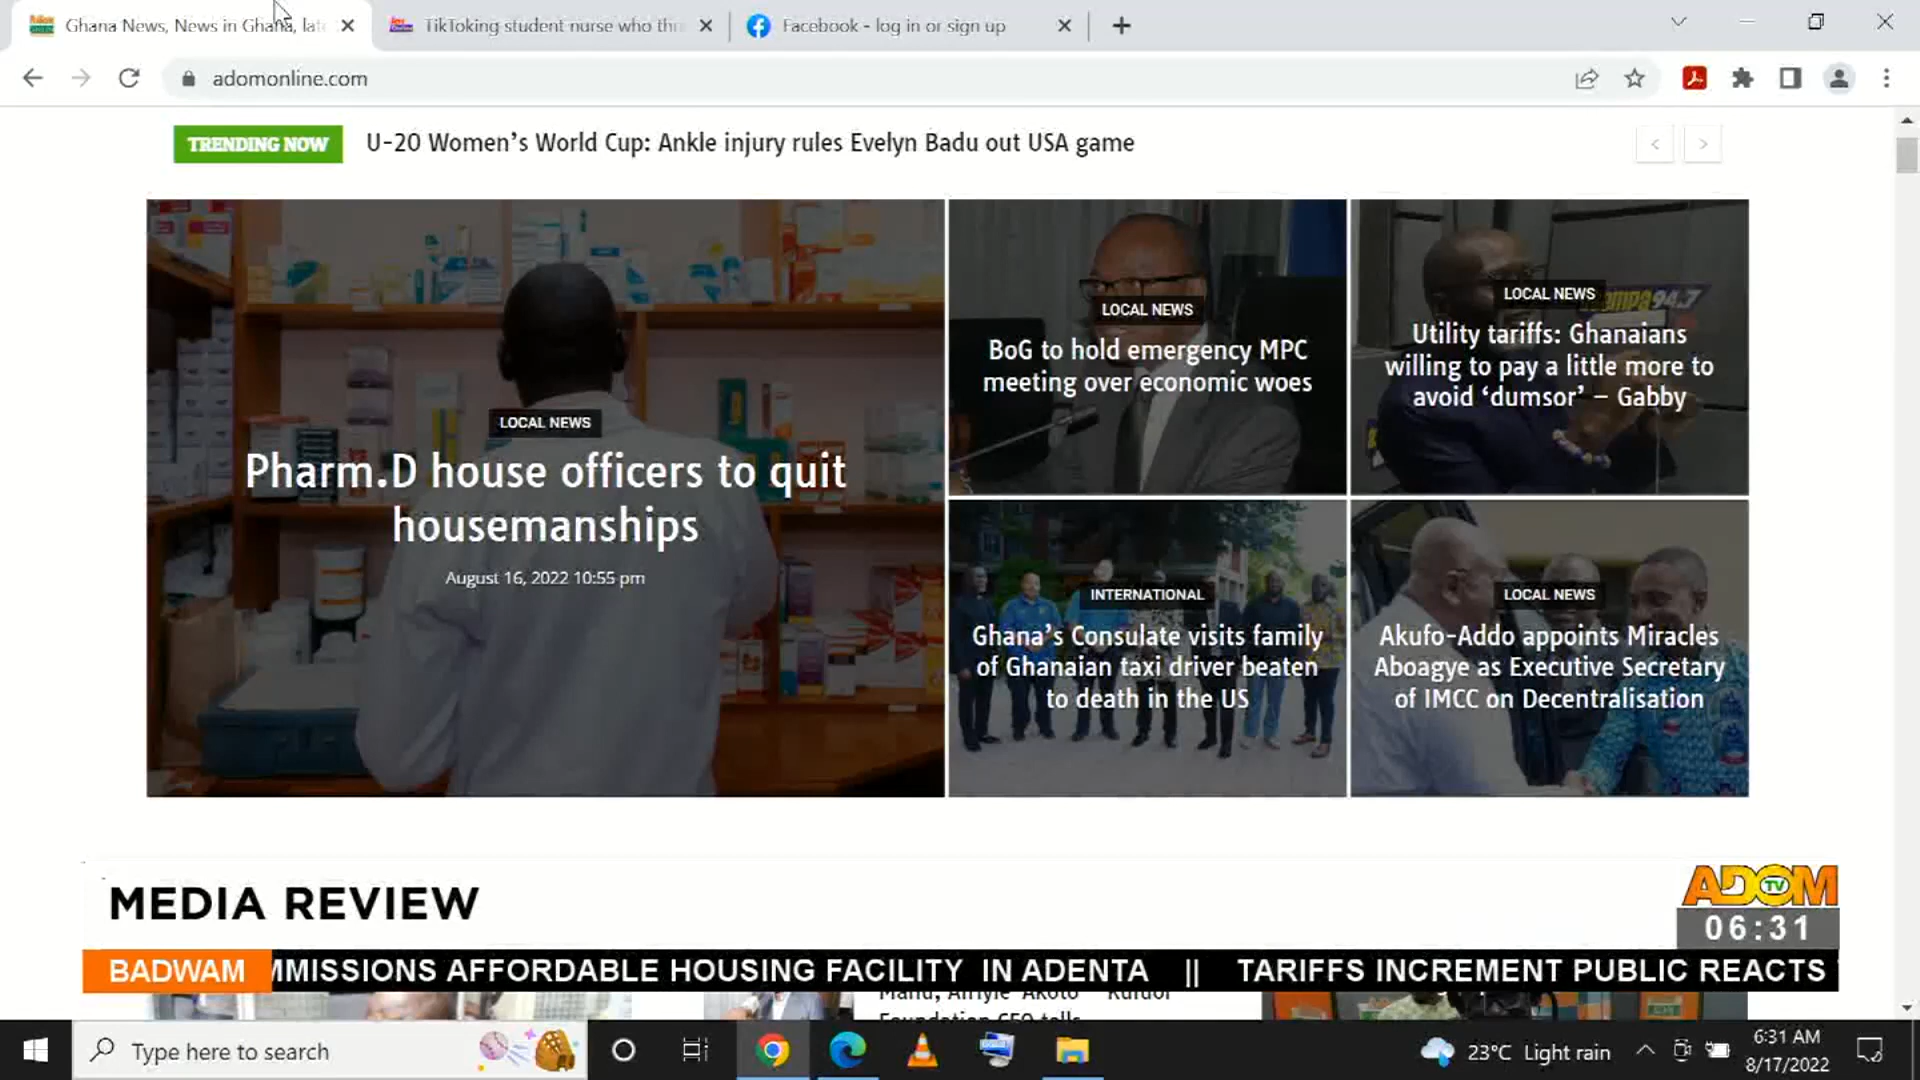 Ghana News, News in Ghana, late
TikToking student nurse who thr
Facebook - log in or sign up
adomonline.com
TRENDING NOW
U-20 Women's World Cup: Ankle injury rules Evelyn Badu out USA game
LOCAL NEWS
Pharm.D house officers to quit
housemanships
August 16, 2022 10:55 pm
LOCAL NEWS
BoG to hold emergency MPC
meeting over economic woes
LOCAL NEWS
Utility tariffs: Ghanaians
willing to pay a little more to
avoid ‘dumsor’ – Gabby
INTERNATIONAL
Ghana’s Consulate visits family
of Ghanaian taxi driver beaten
to death in the US
LOCAL NEWS
Akufo-Addo appoints Miracles
Aboagye as Executive Secretary
of IMCC on Decentralisation
MEDIA REVIEW
ADOM TV
06:31
BADWAM
MMISSIONS AFFORDABLE HOUSING FACILITY IN ADENTA || TARIFFS INCREMENT PUBLIC REACTS
Type here to search
23°C Light rain
6:31 AM
8/17/2022